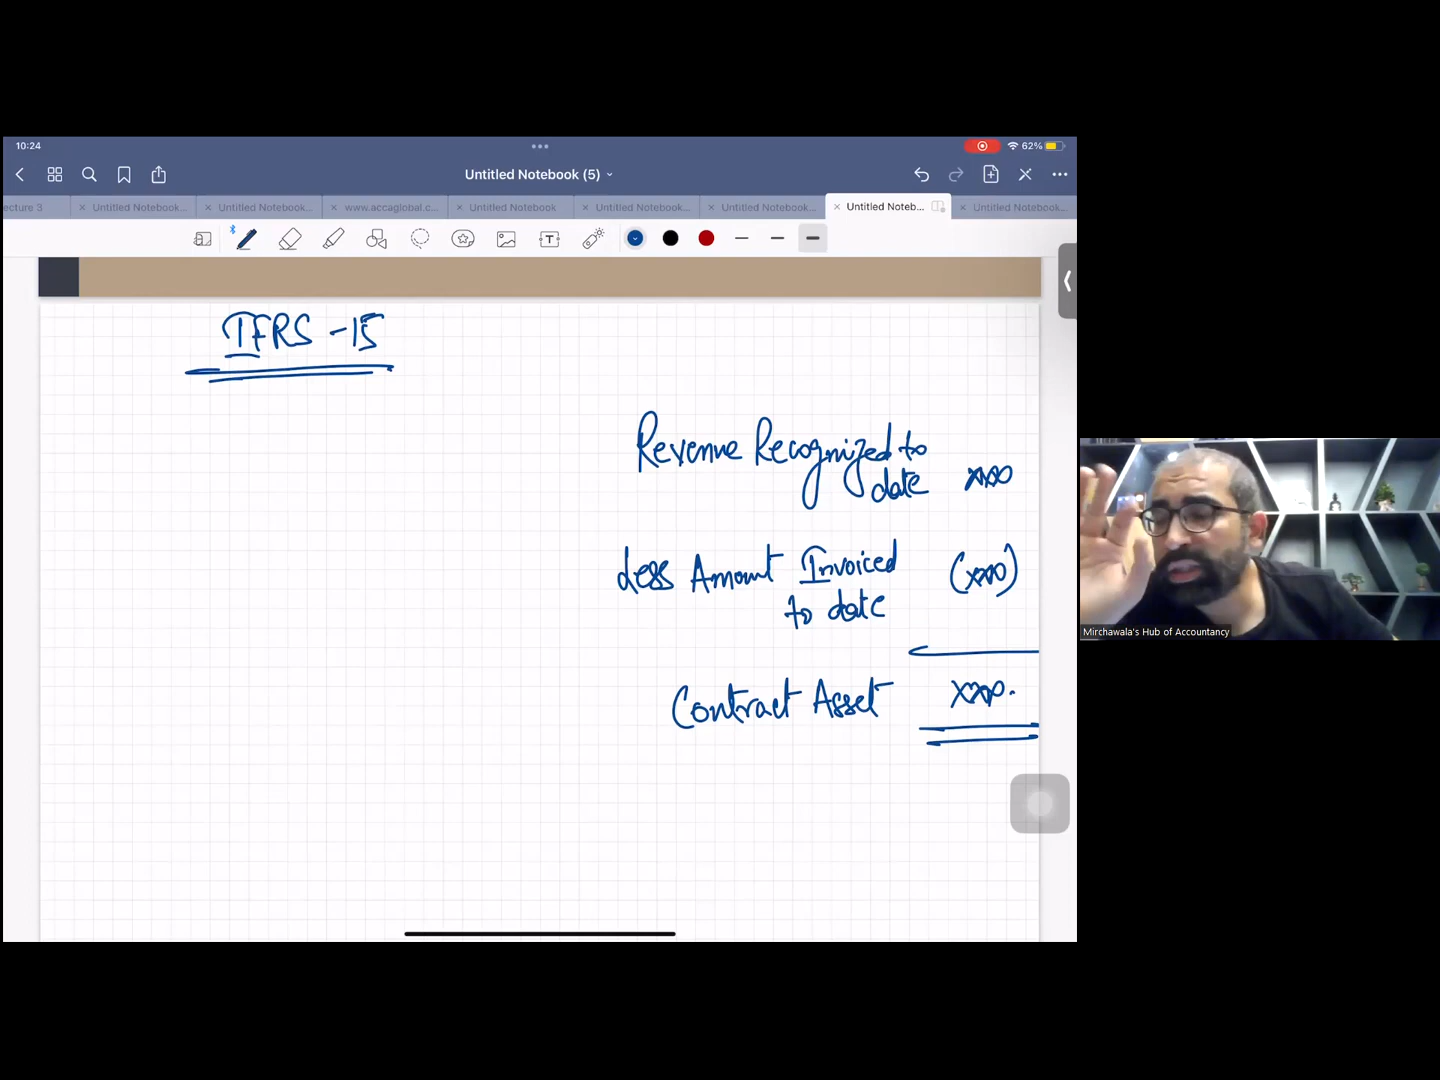 10:24
62%
Untitled Notebook (5)
ecture 3
Untitled Notebook...
Untitled Notebook...
www.accaglobal.c...
Untitled Notebook
Untitled Notebook...
Untitled Notebook...
Untitled Noteb...
Untitled Notebook...
T
IFRS - 15
Revenue Recognized to
date xxx
Less Amount Invoiced (xxx)
to date
Contract Asset xxx.
Mirchawala's Hub of Accountancy